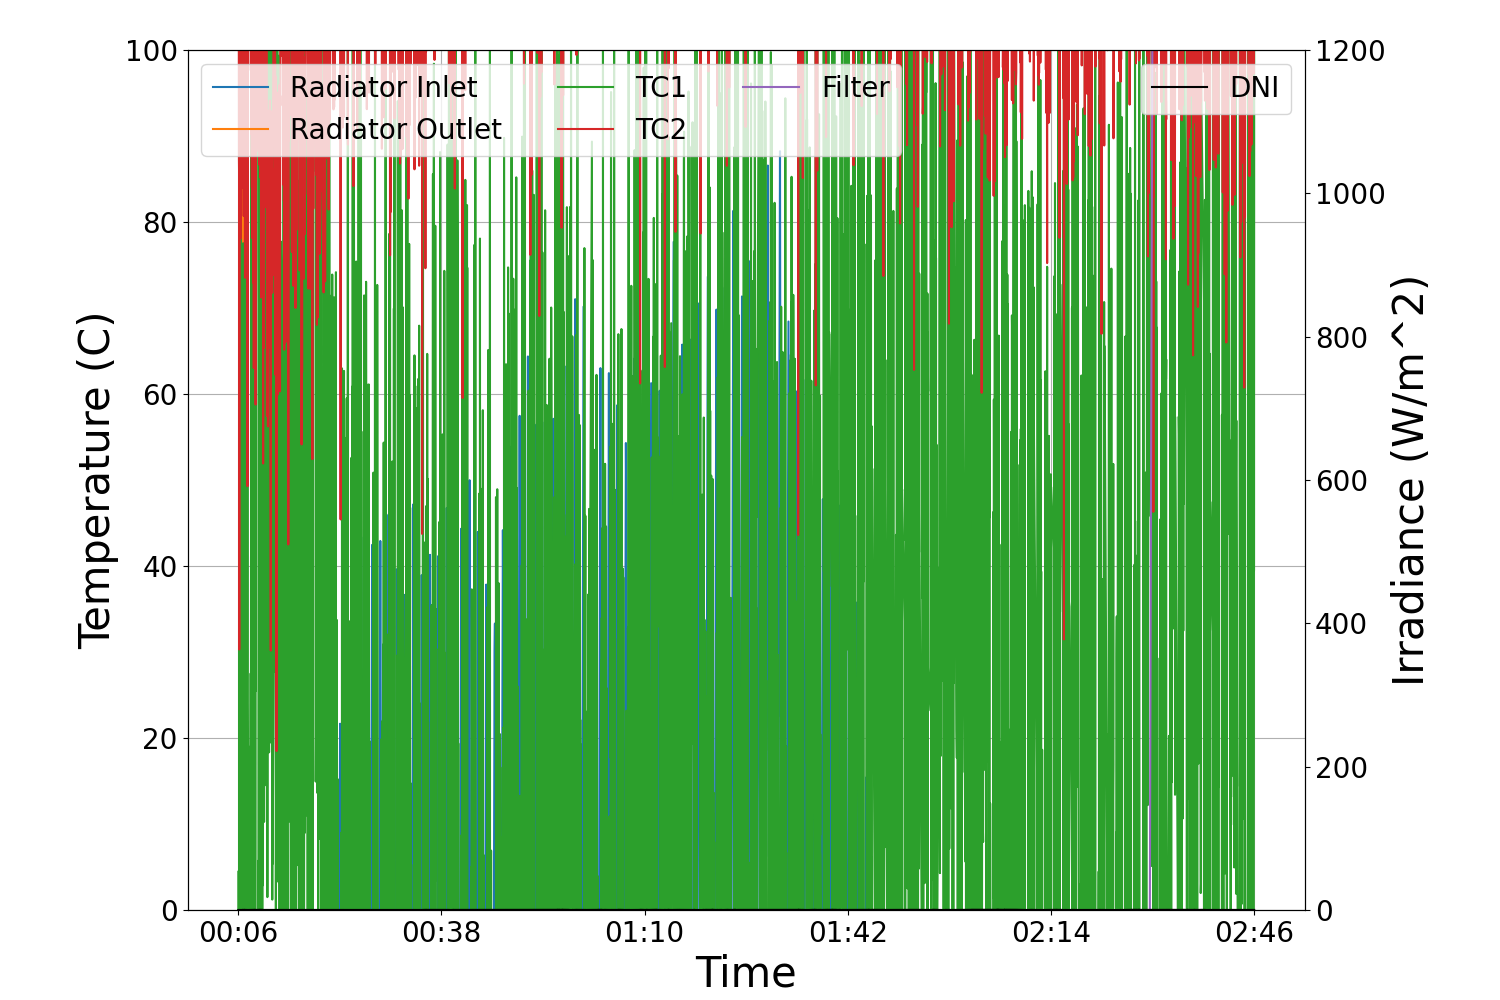 Radiator Inlet
Radiator Outlet
TC1
TC2
Filter
DNI
Temperature (C)
100
80
60
40
20
0
Irradiance (W/m^2)
1200
1000
800
600
400
200
0
00:06 00:38 01:10 01:42 02:14 02:46
Time